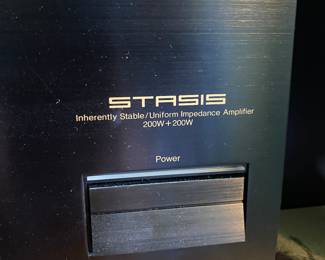 STASIS
Inherently Stable/Uniform Impedance Amplifier
200W+200W
Power